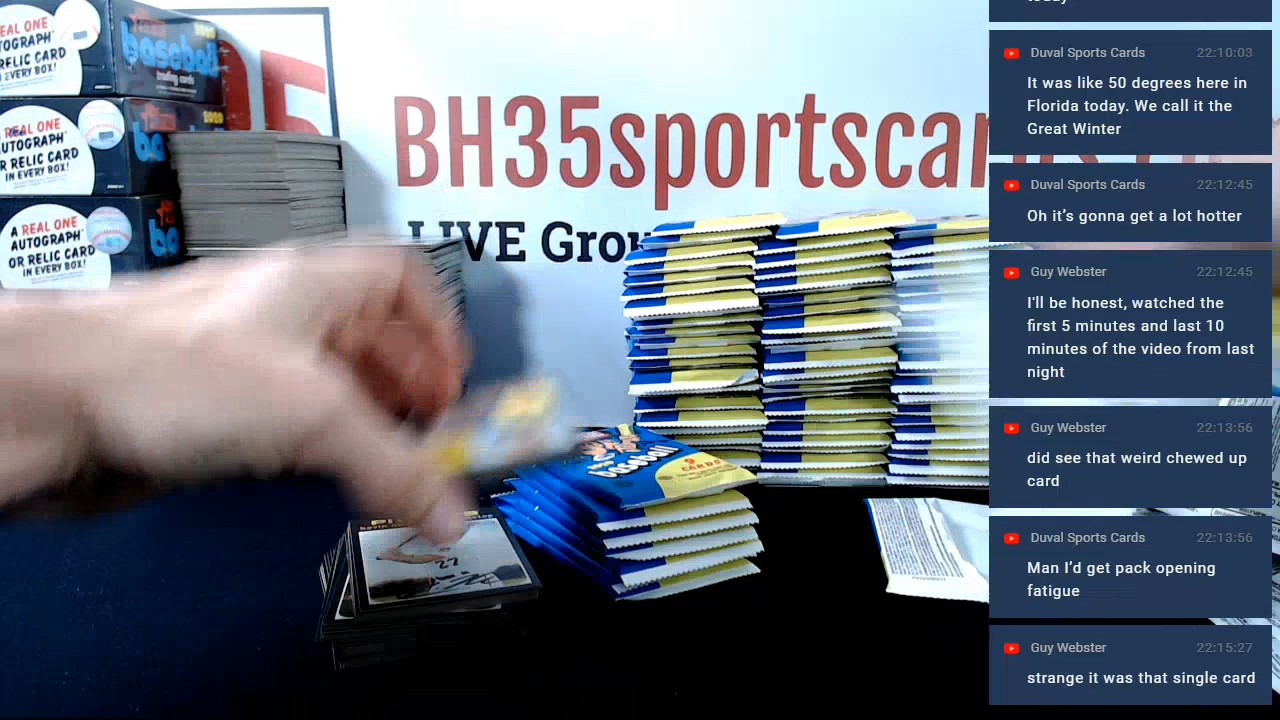 REAL ONE
AUTOGRAPH
RELIC CARD
EVERY BOX!
baseball
trading cards
REAL ONE
AUTOGRAPH
OR RELIC CARD
IN EVERY BOX!
A REAL ONE
AUTOGRAPH
OR RELIC CARD
IN EVERY BOX!
BH35sportscar
LIVE Grou
baseball
9 CARDS
22
Duval Sports Cards 22:10:03
It was like 50 degrees here in
Florida today. We call it the
Great Winter
Duval Sports Cards 22:12:45
Oh it's gonna get a lot hotter
Guy Webster 22:12:45
I'll be honest, watched the
first 5 minutes and last 10
minutes of the video from last
night
Guy Webster 22:13:56
did see that weird chewed up
card
Duval Sports Cards 22:13:56
Man I'd get pack opening
fatigue
Guy Webster 22:15:27
strange it was that single card